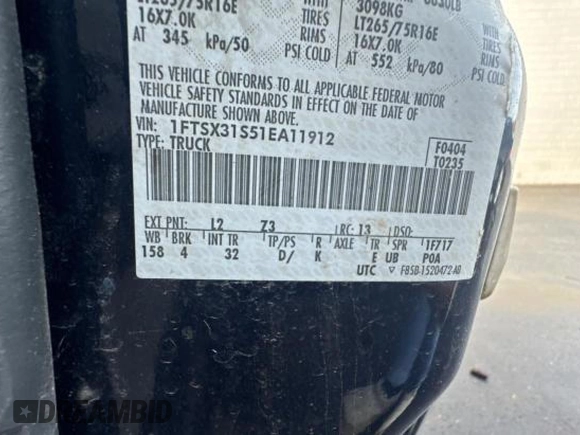 LT265/75R16E TIRES
16X7.0K RIMS
AT 345 kPa/50 PSI COLD
3098KG
LT265/75R16E TIRES
16X7.0K RIMS
AT 552 kPa/80 PSI COLD
THIS VEHICLE CONFORMS TO ALL APPLICABLE FEDERAL MOTOR
VEHICLE SAFETY STANDARDS IN EFFECT ON THE DATE OF
MANUFACTURE SHOWN ABOVE.
VIN: 1FTSX31S51EA11912
TYPE: TRUCK
F0404
T0235
EXT PNT: L2 Z3 RC: 13 DSO:
WB BRK INT TR TP/PS R AXLE TR SPR 1F717
158 4 32 D/ K E UB POA
UTC ▽ F85B-1520472-AB